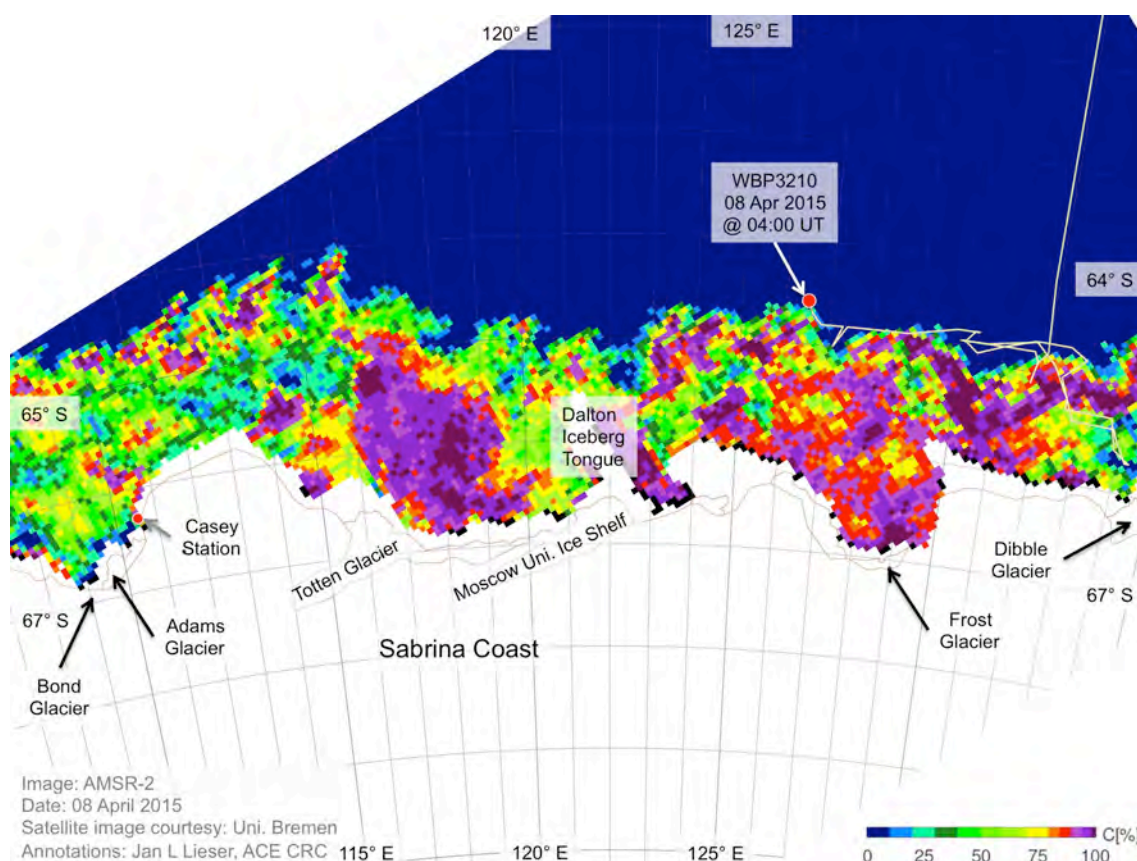 120° E
125° E
WBP3210
08 Apr 2015
@ 04:00 UT
64° S
65° S
Dalton
Iceberg
Tongue
Casey
Station
Totten Glacier
Moscow Uni. Ice Shelf
Dibble
Glacier
67° S
67° S
Adams
Glacier
Frost
Glacier
Sabrina Coast
Bond
Glacier
Image: AMSR-2
Date: 08 April 2015
Satellite image courtesy: Uni. Bremen
Annotations: Jan L Lieser, ACE CRC
115° E
120° E
125° E
C[%]
0 25 50 75 100